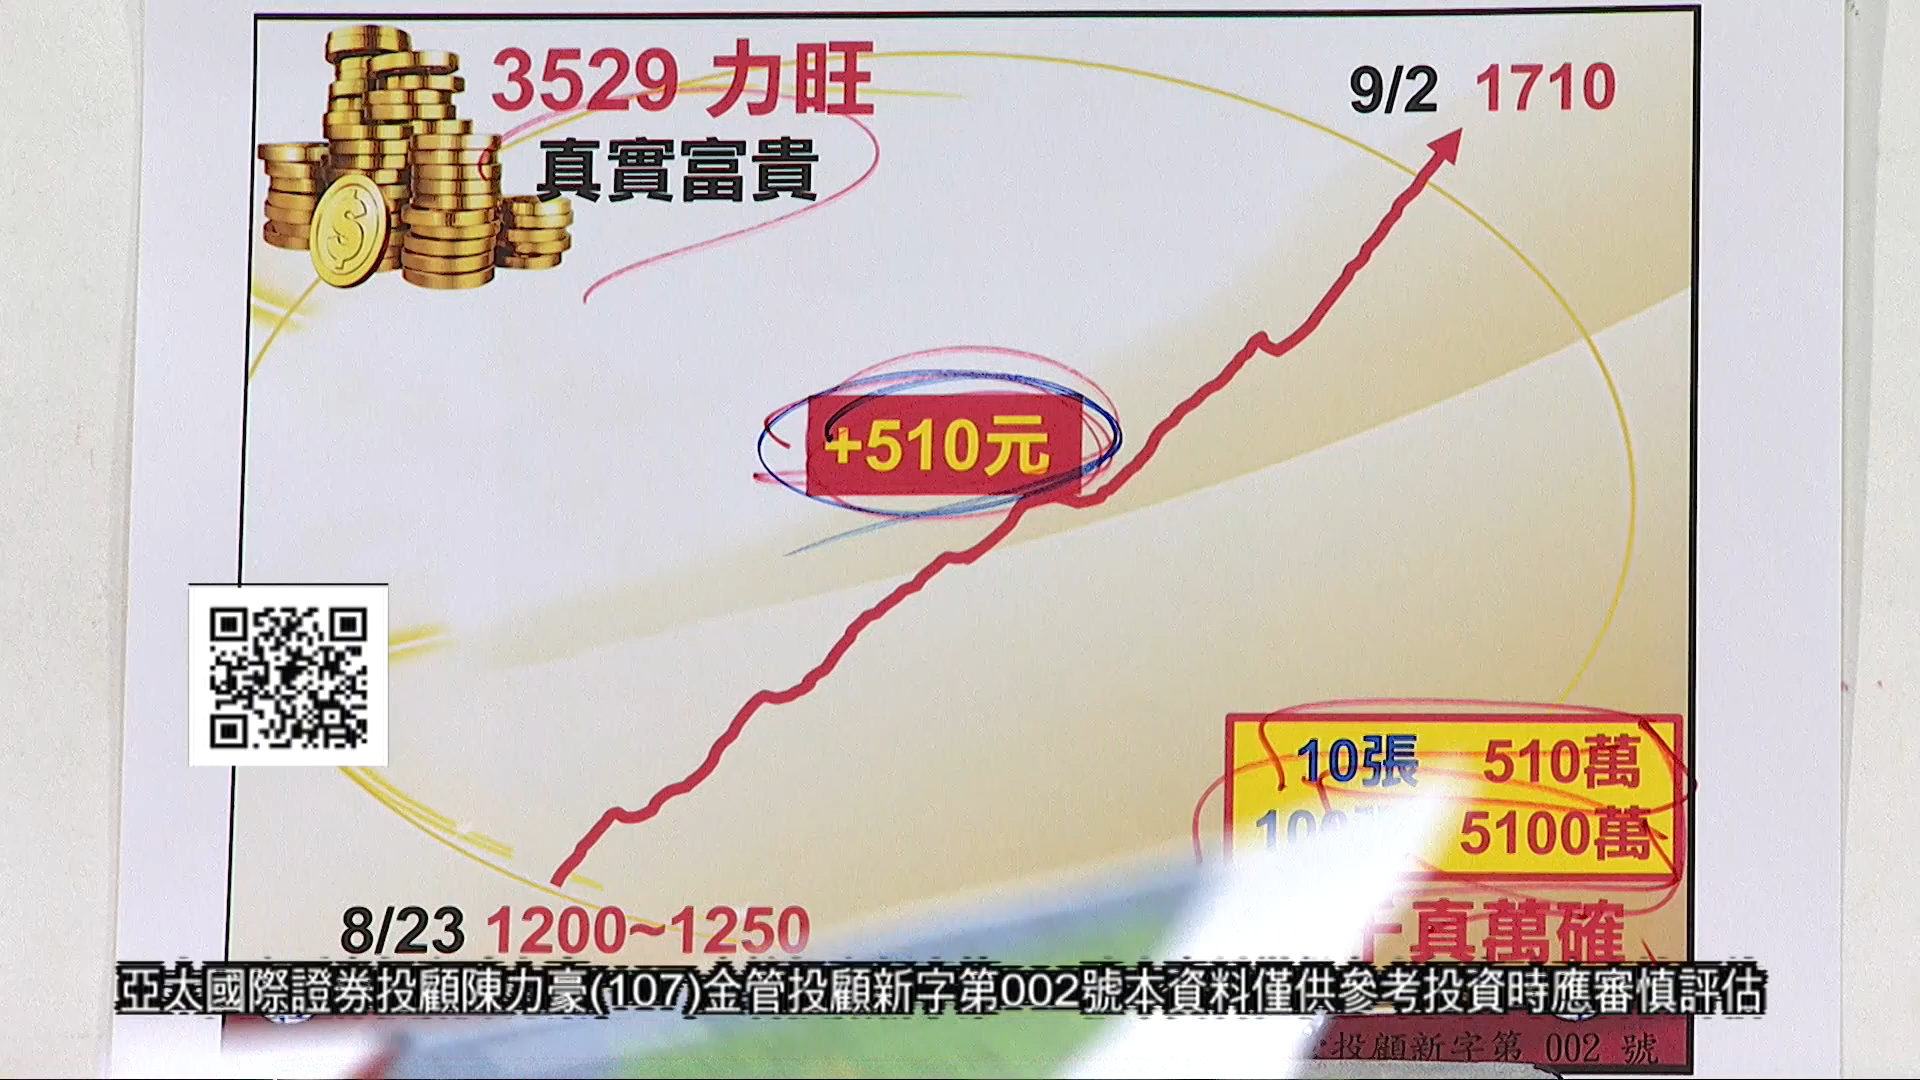 3529 力旺
真實富貴
9/2 1710
+510元
10張 510萬
5100萬
真萬確
8/23 1200~1250
亞太國際證券投顧陳力豪(107)金管投顧新字第002號本資料僅供參考投資時應審慎評估
投顧新字第 002 號